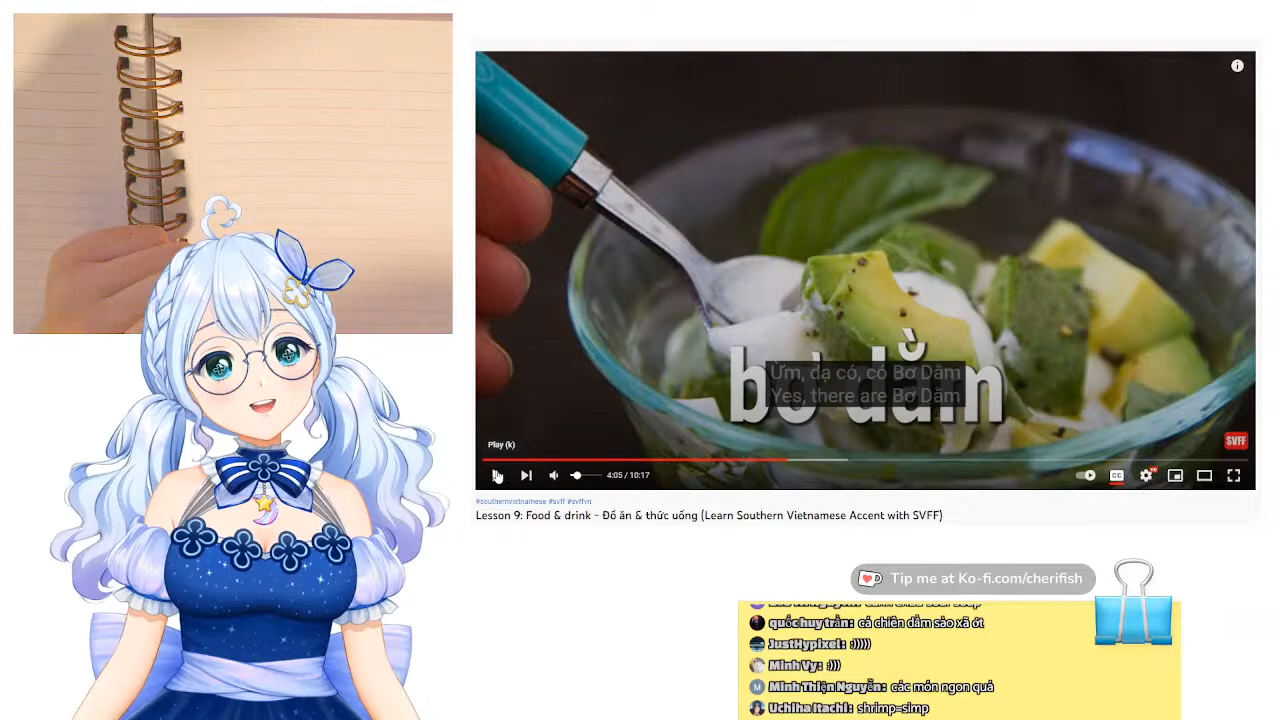 bơ dầm
Ừm, dạ có, có Bơ Dầm
Yes, there are Bơ Dầm
Play (k)
SVFF
4:05 / 10:17
CC
#southernvietnamese #svff #svffvn
Lesson 9: Food & drink - Đồ ăn & thức uống (Learn Southern Vietnamese Accent with SVFF)
Tip me at Ko-fi.com/cherifish
quốc huy trần: cá chiên dầm sào xã ớt
JustHypixel: :)))))
Minh Vy: :)))
M Minh Thiện Nguyễn: các món ngon quá
Uchiha Itachi: shrimp=simp